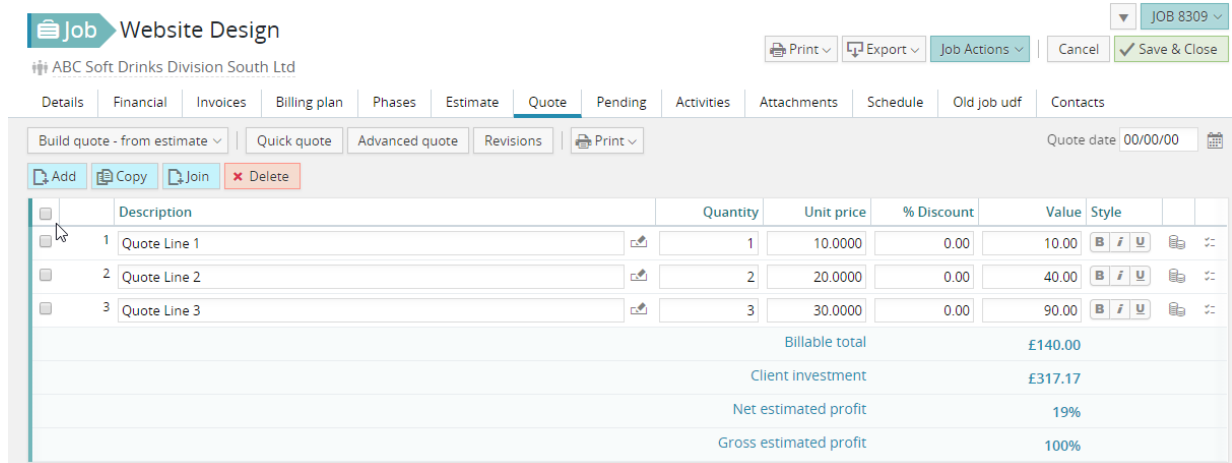 JOB 8309
Job Website Design
Print Export Job Actions Cancel Save & Close
ABC Soft Drinks Division South Ltd
Details Financial Invoices Billing plan Phases Estimate Quote Pending Activities Attachments Schedule Old job udf Contacts
Build quote - from estimate Quick quote Advanced quote Revisions Print Quote date 00/00/00
Add Copy Join Delete
Description Quantity Unit price % Discount Value Style
1 Quote Line 1 1 10.0000 0.00 10.00 B i U
2 Quote Line 2 2 20.0000 0.00 40.00 B i U
3 Quote Line 3 3 30.0000 0.00 90.00 B i U
Billable total £140.00
Client investment £317.17
Net estimated profit 19%
Gross estimated profit 100%